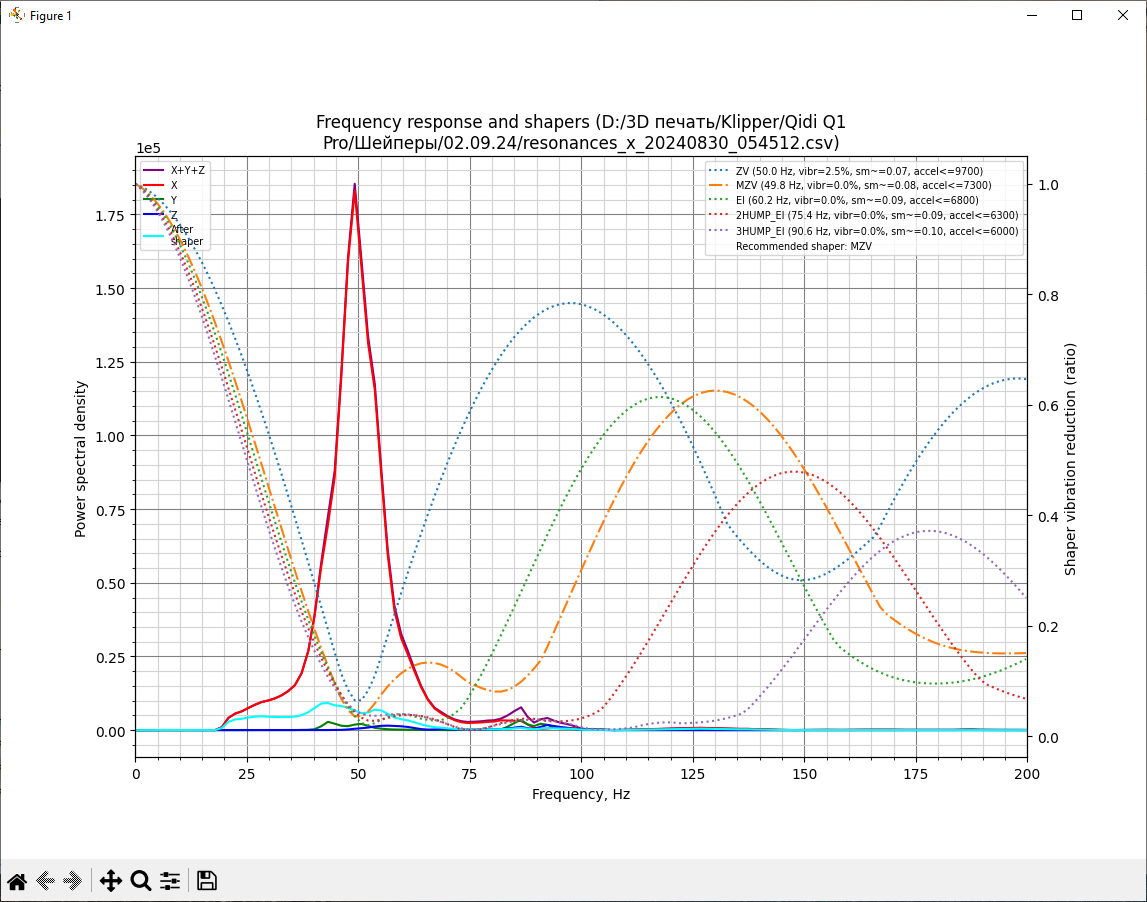 Figure 1
Frequency response and shapers (D:/3D печать/Klipper/Qidi Q1
Pro/Шейперы/02.09.24/resonances_x_20240830_054512.csv)
1e5
X+Y+Z
X
Y
Z
After
shaper
ZV (50.0 Hz, vibr=2.5%, sm~=0.07, accel<=9700)
MZV (49.8 Hz, vibr=0.0%, sm~=0.08, accel<=7300)
EI (60.2 Hz, vibr=0.0%, sm~=0.09, accel<=6800)
2HUMP_EI (75.4 Hz, vibr=0.0%, sm~=0.09, accel<=6300)
3HUMP_EI (90.6 Hz, vibr=0.0%, sm~=0.10, accel<=6000)
Recommended shaper: MZV
1.75
1.50
1.25
1.00
0.75
0.50
0.25
0.00
Power spectral density
1.0
0.8
0.6
0.4
0.2
0.0
Shaper vibration reduction (ratio)
0 25 50 75 100 125 150 175 200
Frequency, Hz